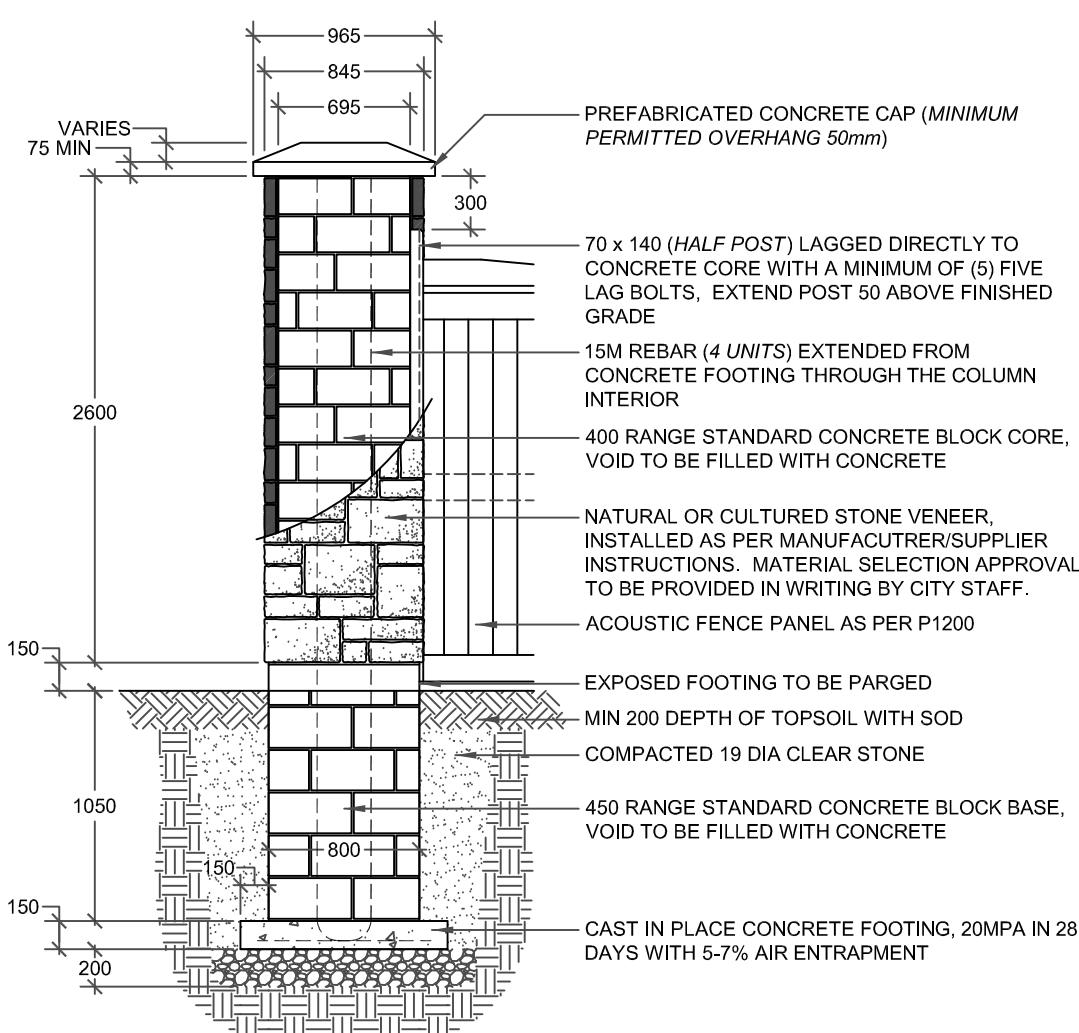 965
845
695
VARIES
75 MIN
PREFABRICATED CONCRETE CAP (MINIMUM
PERMITTED OVERHANG 50mm)
300
70 x 140 (HALF POST) LAGGED DIRECTLY TO
CONCRETE CORE WITH A MINIMUM OF (5) FIVE
LAG BOLTS, EXTEND POST 50 ABOVE FINISHED
GRADE
15M REBAR (4 UNITS) EXTENDED FROM
CONCRETE FOOTING THROUGH THE COLUMN
INTERIOR
2600
400 RANGE STANDARD CONCRETE BLOCK CORE,
VOID TO BE FILLED WITH CONCRETE
NATURAL OR CULTURED STONE VENEER,
INSTALLED AS PER MANUFACUTRER/SUPPLIER
INSTRUCTIONS. MATERIAL SELECTION APPROVAL
TO BE PROVIDED IN WRITING BY CITY STAFF.
ACOUSTIC FENCE PANEL AS PER P1200
150
EXPOSED FOOTING TO BE PARGED
MIN 200 DEPTH OF TOPSOIL WITH SOD
COMPACTED 19 DIA CLEAR STONE
1050
450 RANGE STANDARD CONCRETE BLOCK BASE,
VOID TO BE FILLED WITH CONCRETE
800
150
150
CAST IN PLACE CONCRETE FOOTING, 20MPA IN 28
DAYS WITH 5-7% AIR ENTRAPMENT
200